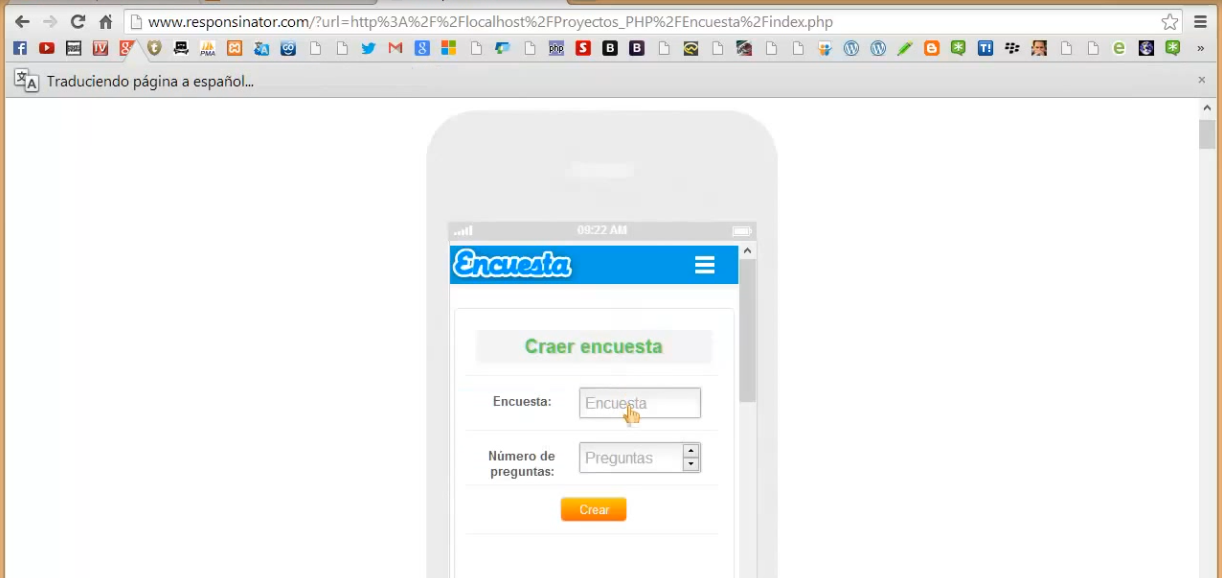 www.responsinator.com/?url=http%3A%2F%2Flocalhost%2FProyectos_PHP%2FEncuesta%2Findex.php
Traduciendo página a español...
09:22 AM
Encuesta
Craer encuesta
Encuesta: Encuesta
Número de preguntas: Preguntas
Crear